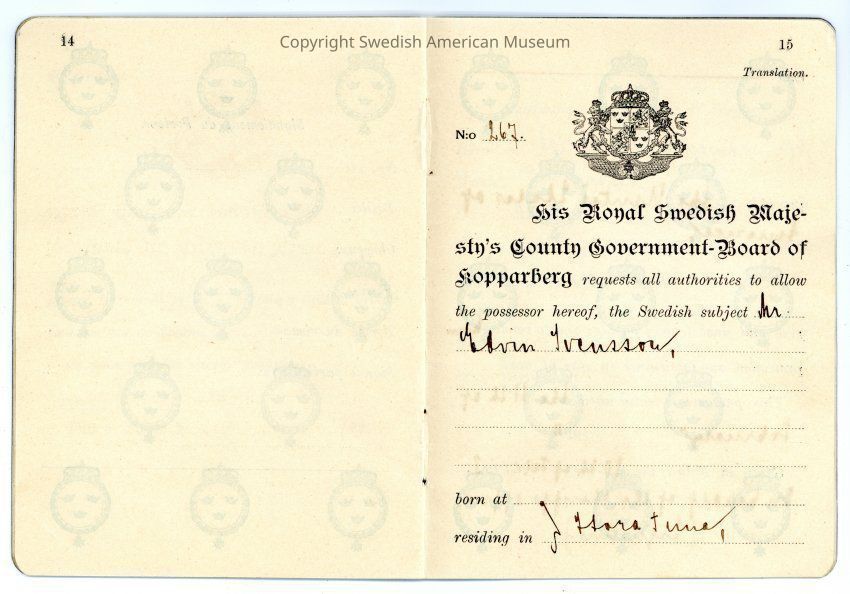 14
Copyright Swedish American Museum
15
Translation.
N:o 267.
His Royal Swedish Maje-
sty's County Government-Board of
Kopparberg requests all authorities to allow
the possessor hereof, the Swedish subject Mr
Edvin Svensson,
born at
residing in } Stora Tuna,